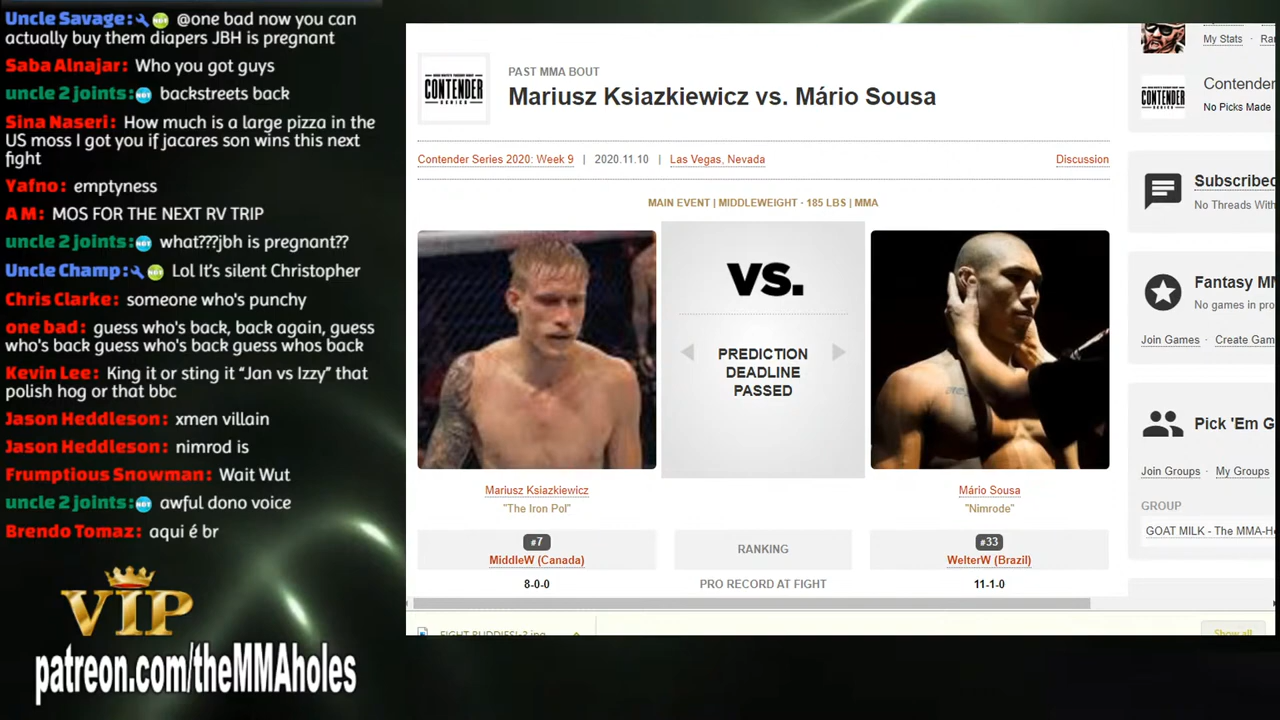 Uncle Savage: @one bad now you can
actually buy them diapers JBH is pregnant
Saba Alnajar: Who you got guys
uncle 2 joints: backstreets back
Sina Naseri: How much is a large pizza in the
US moss I got you if jacares son wins this next
fight
Yafno: emptyness
A M: MOS FOR THE NEXT RV TRIP
uncle 2 joints: what???jbh is pregnant??
Uncle Champ: Lol It's silent Christopher
Chris Clarke: someone who's punchy
one bad: guess who's back, back again, guess
who's back guess who's back guess whos back
Kevin Lee: King it or sting it “Jan vs Izzy” that
polish hog or that bbc
Jason Heddleson: xmen villain
Jason Heddleson: nimrod is
Frumptious Snowman: Wait Wut
uncle 2 joints: awful dono voice
Brendo Tomaz: aqui é br
VIP
patreon.com/theMMAholes
CONTENDER
SERIES
PAST MMA BOUT
Mariusz Ksiazkiewicz vs. Mário Sousa
Contender Series 2020: Week 9 | 2020.11.10 | Las Vegas, Nevada
Discussion
MAIN EVENT | MIDDLEWEIGHT · 185 LBS | MMA
VS.
PREDICTION
DEADLINE
PASSED
Mariusz Ksiazkiewicz
"The Iron Pol"
Mário Sousa
"Nimrode"
#7
MiddleW (Canada)
RANKING
#33
WelterW (Brazil)
8-0-0
PRO RECORD AT FIGHT
11-1-0
My Stats · Ra
CONTENDER
SERIES
Contender
No Picks Made
Subscribed
No Threads With
Fantasy MM
No games in pro
Join Games · Create Gam
Pick 'Em G
Join Groups · My Groups
GROUP
GOAT MILK - The MMA-H
FIGHT BUDDIES!-3.jpg
Show all